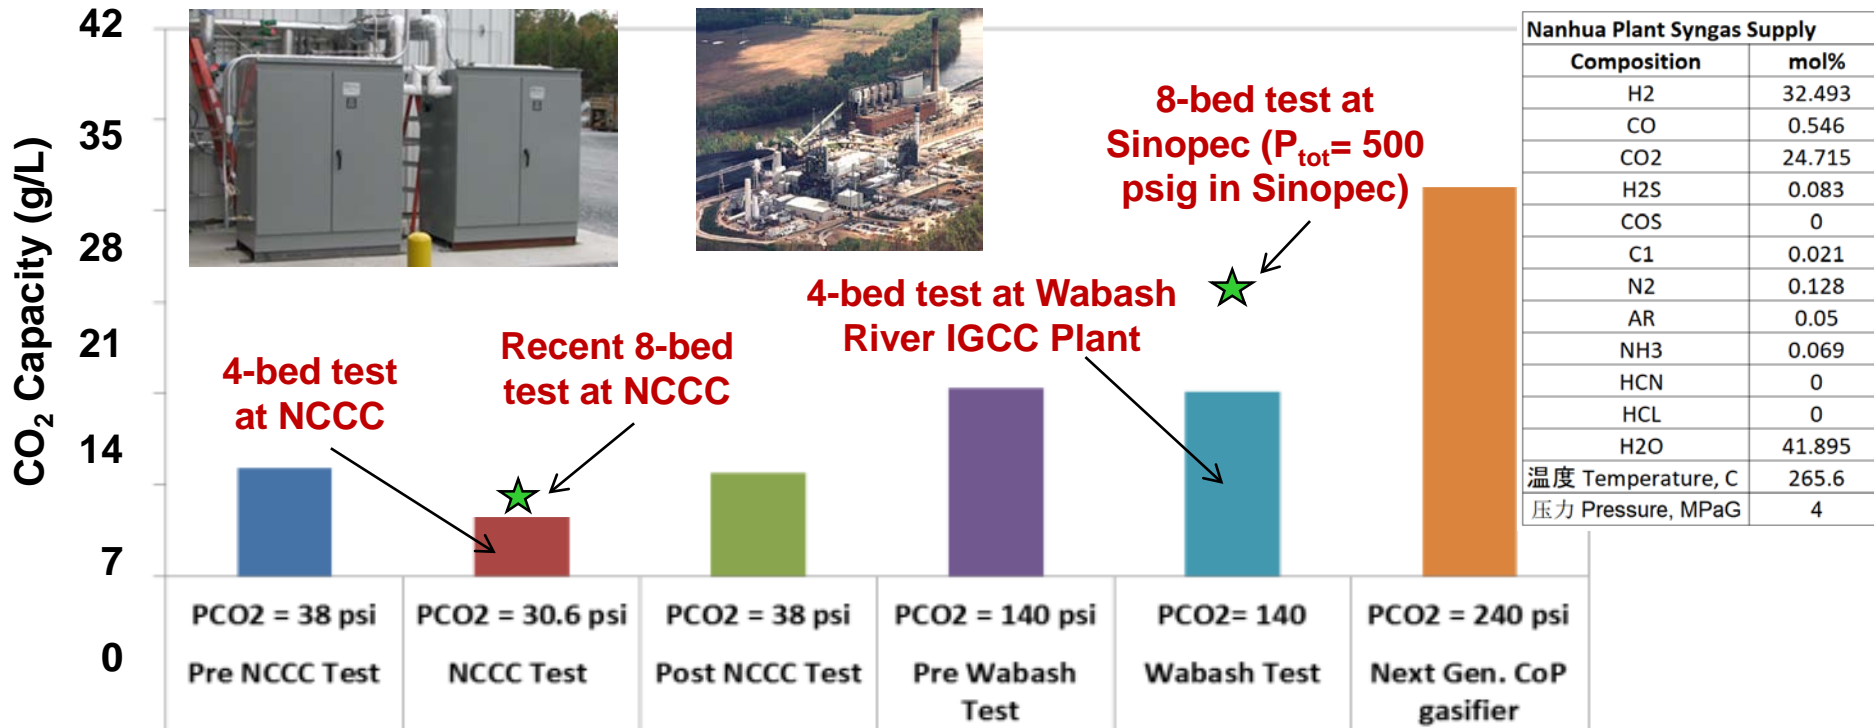 42
35
28
21
14
7
0
CO2 Capacity (g/L)
4-bed test
at NCCC
Recent 8-bed
test at NCCC
4-bed test at Wabash
River IGCC Plant
8-bed test at
Sinopec (Ptot= 500
psig in Sinopec)
PCO2 = 38 psi
Pre NCCC Test
PCO2 = 30.6 psi
NCCC Test
PCO2 = 38 psi
Post NCCC Test
PCO2 = 140 psi
Pre Wabash
Test
PCO2= 140
Wabash Test
PCO2 = 240 psi
Next Gen. CoP
gasifier
Nanhua Plant Syngas Supply
Composition mol%
H2 32.493
CO 0.546
CO2 24.715
H2S 0.083
COS 0
C1 0.021
N2 0.128
AR 0.05
NH3 0.069
HCN 0
HCL 0
H2O 41.895
温度 Temperature, C 265.6
压力 Pressure, MPaG 4